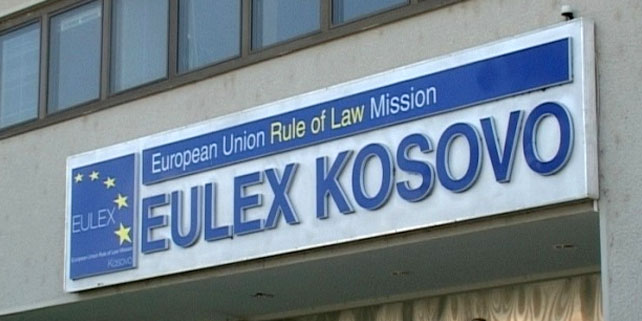 European Union Rule of Law Mission
EULEX KOSOVO
EULEX
European Union Rule of Law Mission
Kosovo